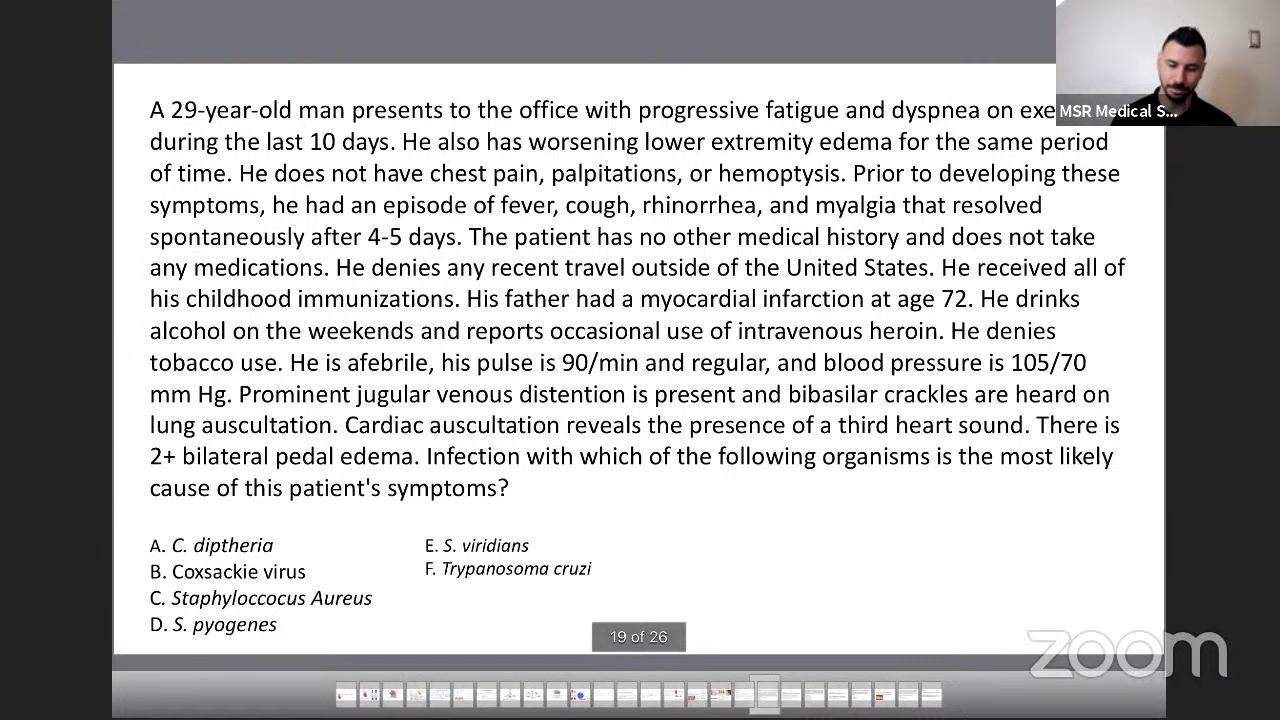 A 29-year-old man presents to the office with progressive fatigue and dyspnea on exe
MSR Medical S...
during the last 10 days. He also has worsening lower extremity edema for the same period
of time. He does not have chest pain, palpitations, or hemoptysis. Prior to developing these
symptoms, he had an episode of fever, cough, rhinorrhea, and myalgia that resolved
spontaneously after 4-5 days. The patient has no other medical history and does not take
any medications. He denies any recent travel outside of the United States. He received all of
his childhood immunizations. His father had a myocardial infarction at age 72. He drinks
alcohol on the weekends and reports occasional use of intravenous heroin. He denies
tobacco use. He is afebrile, his pulse is 90/min and regular, and blood pressure is 105/70
mm Hg. Prominent jugular venous distention is present and bibasilar crackles are heard on
lung auscultation. Cardiac auscultation reveals the presence of a third heart sound. There is
2+ bilateral pedal edema. Infection with which of the following organisms is the most likely
cause of this patient's symptoms?
A. C. diptheria
B. Coxsackie virus
C. Staphyloccocus Aureus
D. S. pyogenes
E. S. viridians
F. Trypanosoma cruzi
19 of 26
zoom